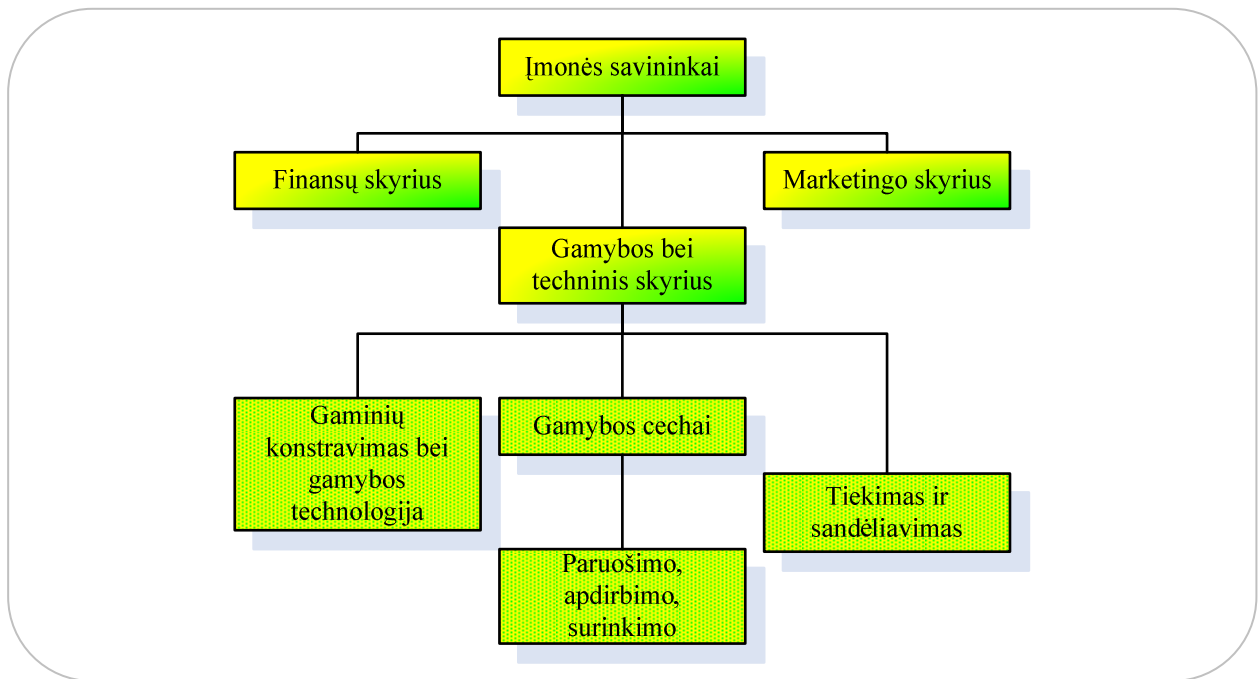 Įmonės savininkai
Finansų skyrius
Marketingo skyrius
Gamybos bei
techninis skyrius
Gaminių
konstravimas bei
gamybos
technologija
Gamybos cechai
Tiekimas ir
sandėliavimas
Paruošimo,
apdirbimo,
surinkimo